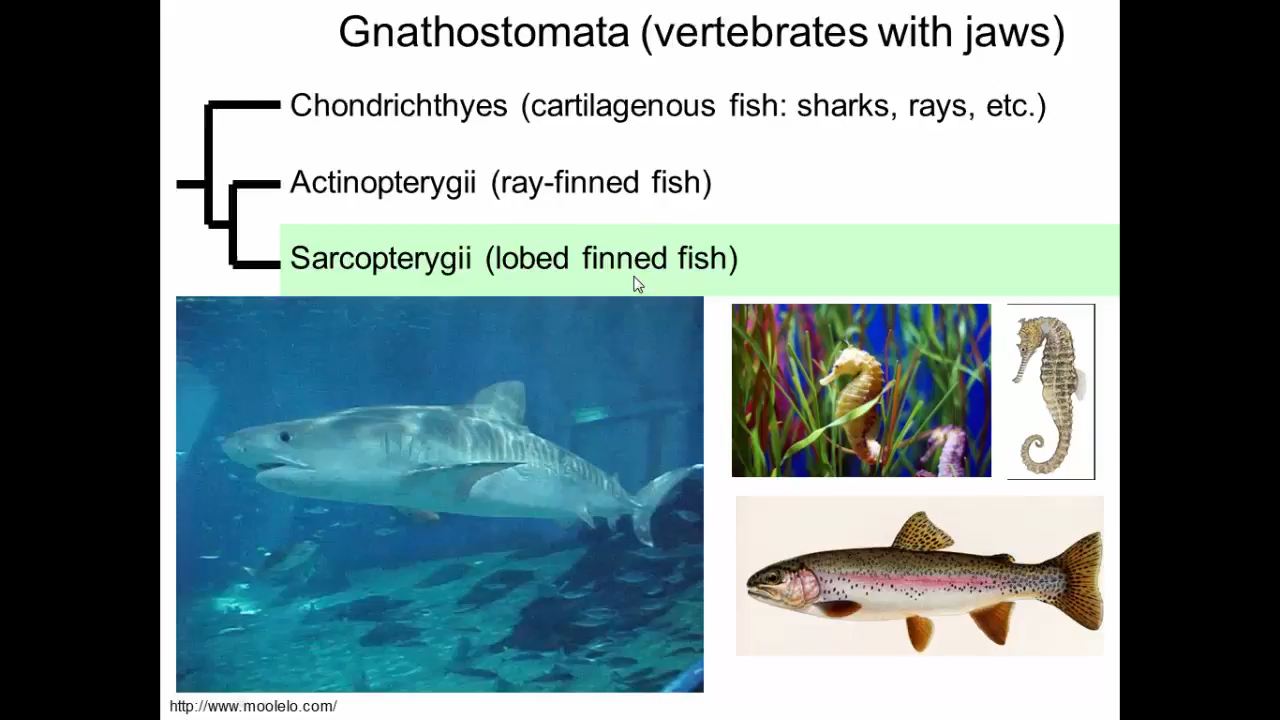 Gnathostomata (vertebrates with jaws)
Chondrichthyes (cartilagenous fish: sharks, rays, etc.)
Actinopterygii (ray-finned fish)
Sarcopterygii (lobed finned fish)
http://www.moolelo.com/